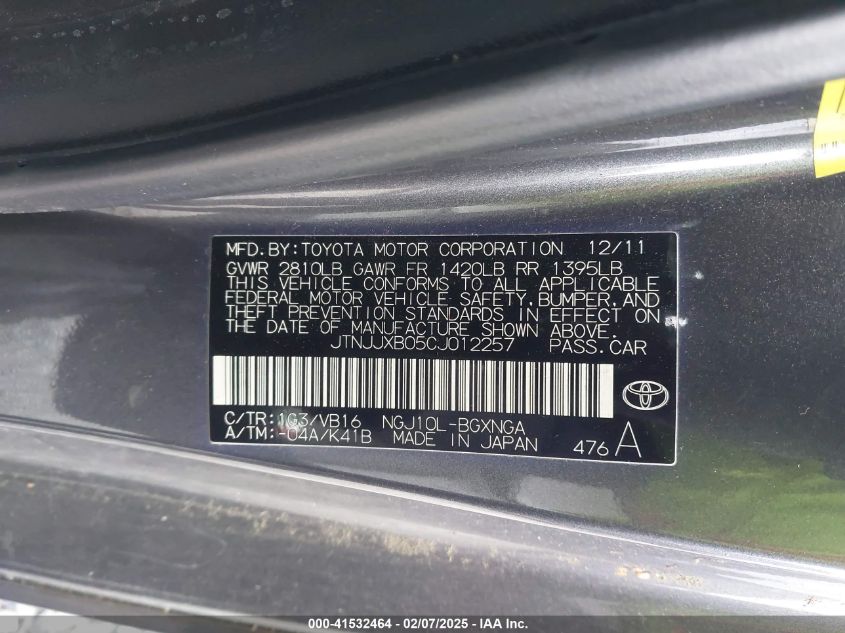 MFD. BY: TOYOTA MOTOR CORPORATION 12/11
GVWR 2810LB GAWR FR 1420LB RR 1395LB
THIS VEHICLE CONFORMS TO ALL APPLICABLE
FEDERAL MOTOR VEHICLE SAFETY, BUMPER, AND
THEFT PREVENTION STANDARDS IN EFFECT ON
THE DATE OF MANUFACTURE SHOWN ABOVE.
JTNJJXB05CJ012257 PASS. CAR
C/TR: 1G3/VB16 NGJ10L-BGXNGA
A/TM: -04A/K41B MADE IN JAPAN 476 A
000-41532464 - 02/07/2025 - IAA Inc.